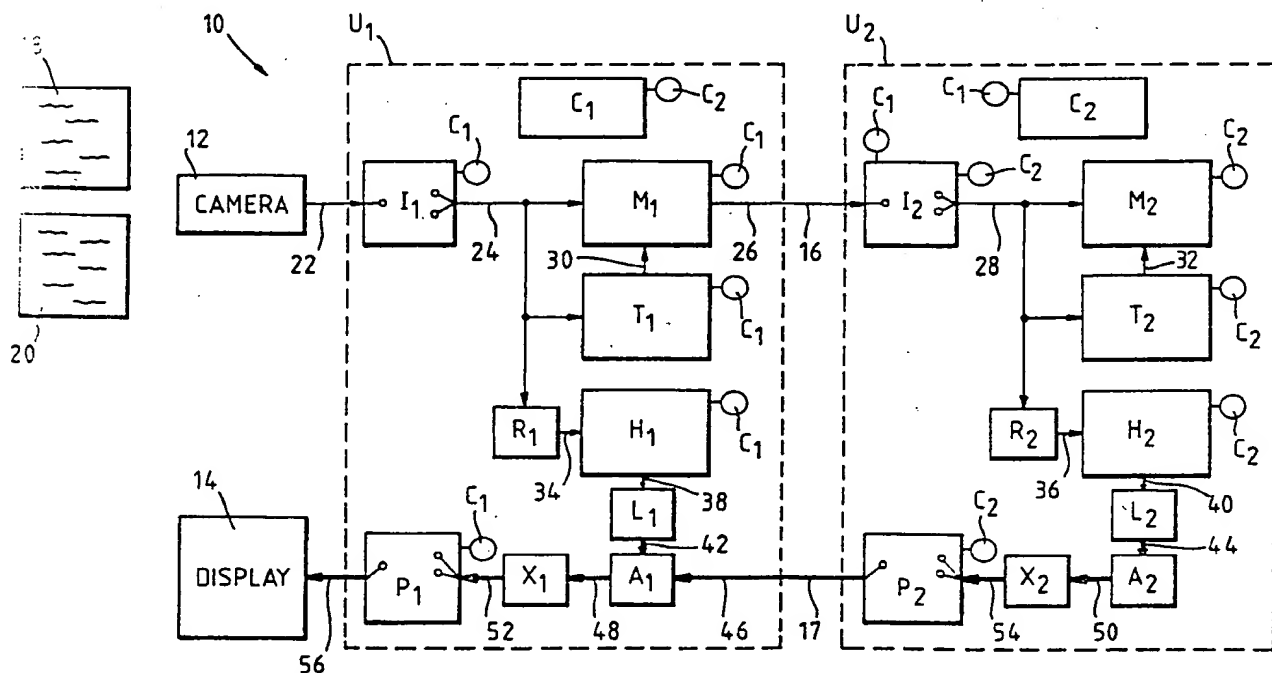 10
U₁
U₂
18
C₁ C₂
C₁ C₂
12
C₁
C₁
C₁
C₂
C₂
CAMERA
I₁
M₁
I₂
M₂
22
24
26
16
28
30
32
T₁
T₂
C₁
C₂
20
R₁
H₁
C₁
R₂
H₂
C₂
34
38
36
40
14
C₁
L₁
C₂
L₂
42
44
DISPLAY
P₁
X₁
A₁
P₂
X₂
A₂
56
52
48
46
17
54
50